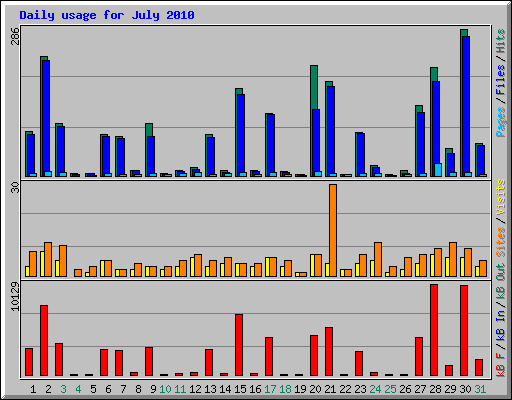 Daily usage for July 2010
286
Pages / Files / Hits
30
Sites / Visits
10129
kB F / kB In / kB Out
1 2 3 4 5 6 7 8 9 10 11 12 13 14 15 16 17 18 19 20 21 22 23 24 25 26 27 28 29 30 31